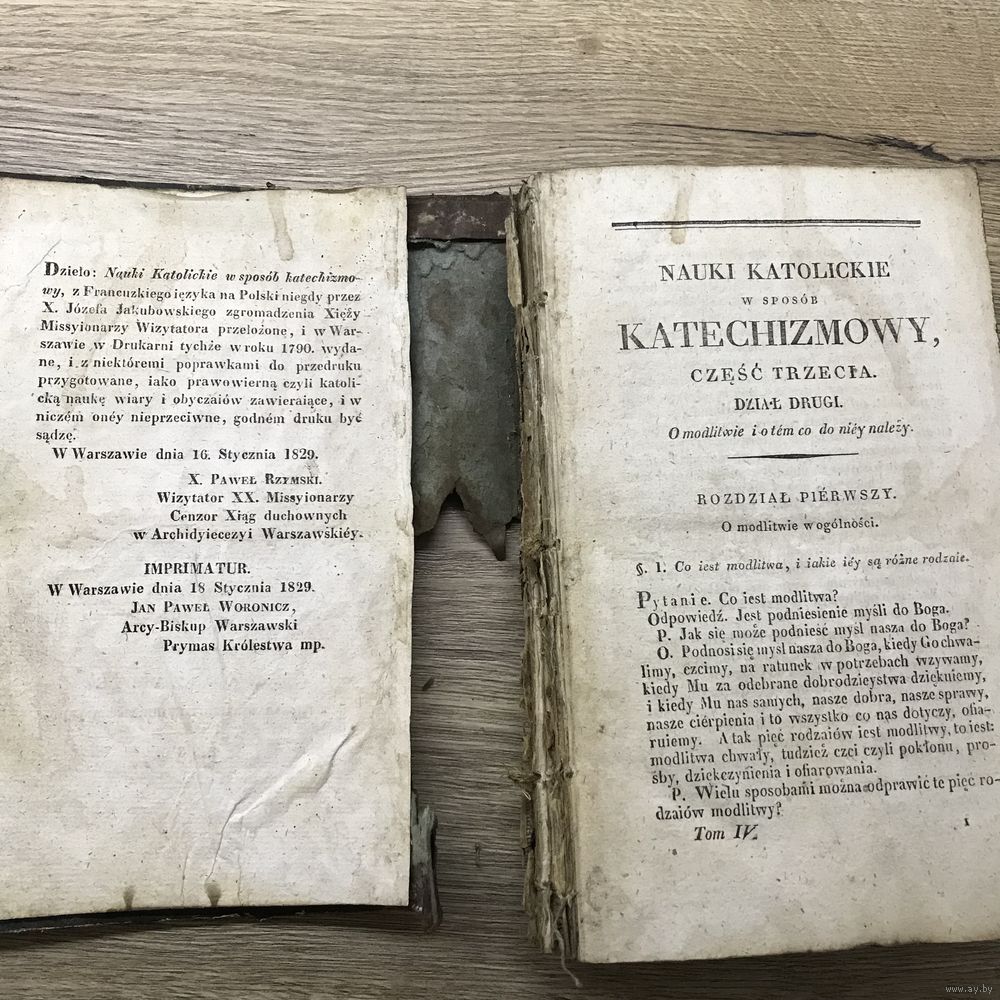 Dzieło: Nauki Katolickie w sposób katechizmo-
wy, z Francuzkiego ięzyka na Polski niegdy przez
X. Józefa Jakubowskiego zgromadzenia Xięży
Missyionarzy Wizytatora przełożone, i w War-
szawie w Drukarni tychże w roku 1790. wyda-
ne, i z niektóremi poprawkami do przedruku
przygotowane, iako prawowierną czyli katoli-
cką naukę wiary i obyczaiów zawieraiące, i w
niczém onéy nieprzeciwne, godném druku być
sądzę.
W Warszawie dnia 16. Stycznia 1829.
X. Paweł Rzymski.
Wizytator XX. Missyionarzy
Cenzor Xiąg duchownych
w Archidyiecezyi Warszawskiéy.
IMPRIMATUR.
W Warszawie dnia 18 Stycznia 1829.
Jan Paweł Woronicz,
Arcy-Biskup Warszawski
Prymas Królestwa mp.
NAUKI KATOLICKIE
W SPOSÓB
KATECHIZMOWY,
CZĘŚĆ TRZECIA.
DZIAŁ DRUGI.
O modlitwie i o tém co do niéy należy.
ROZDZIAŁ PIÉRWSZY.
O modlitwie w ogólności.
§. 1. Co iest modlitwa, i iakie iéy są różne rodzaie.
Pytanie. Co iest modlitwa?
Odpowiedź. Jest podniesienie myśli do Boga.
P. Jak się może podnieść myśl nasza do Boga?
O. Podnosi się myśl nasza do Boga, kiedy Go chwa-
limy, czcimy, na ratunek w potrzebach wzywamy,
kiedy Mu za odebrane dobrodzieystwa dziękuiemy,
i kiedy Mu nas samych, nasze dobra, nasze sprawy,
nasze ciérpienia i to wszystko co nas dotyczy, ofia-
ruiemy. A tak pięć rodzaiów iest modlitwy, to iest:
modlitwa chwały, tudzież czci czyli pokłonu, pro-
śby, dziękczynienia i ofiarowania.
P. Wielu sposobami można odprawić te pięć ro-
dzaiów modlitwy?
Tom IV. 1
www.ay.by